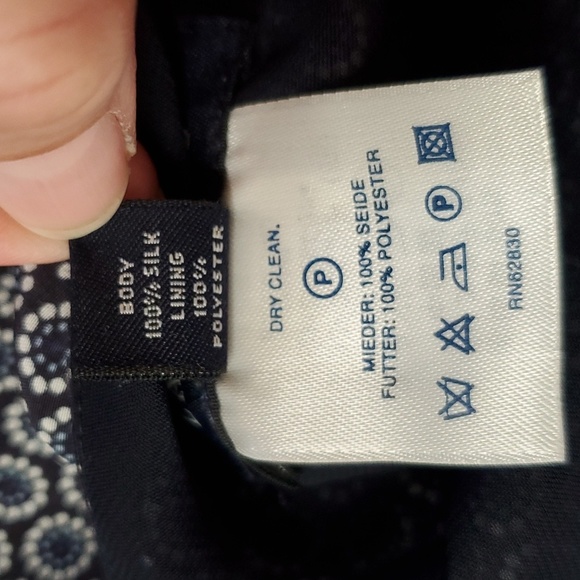 BODY
100% SILK
LINING
100%
POLYESTER
DRY CLEAN.
P
MIEDER: 100% SEIDE
FUTTER: 100% POLYESTER
P
RN62830